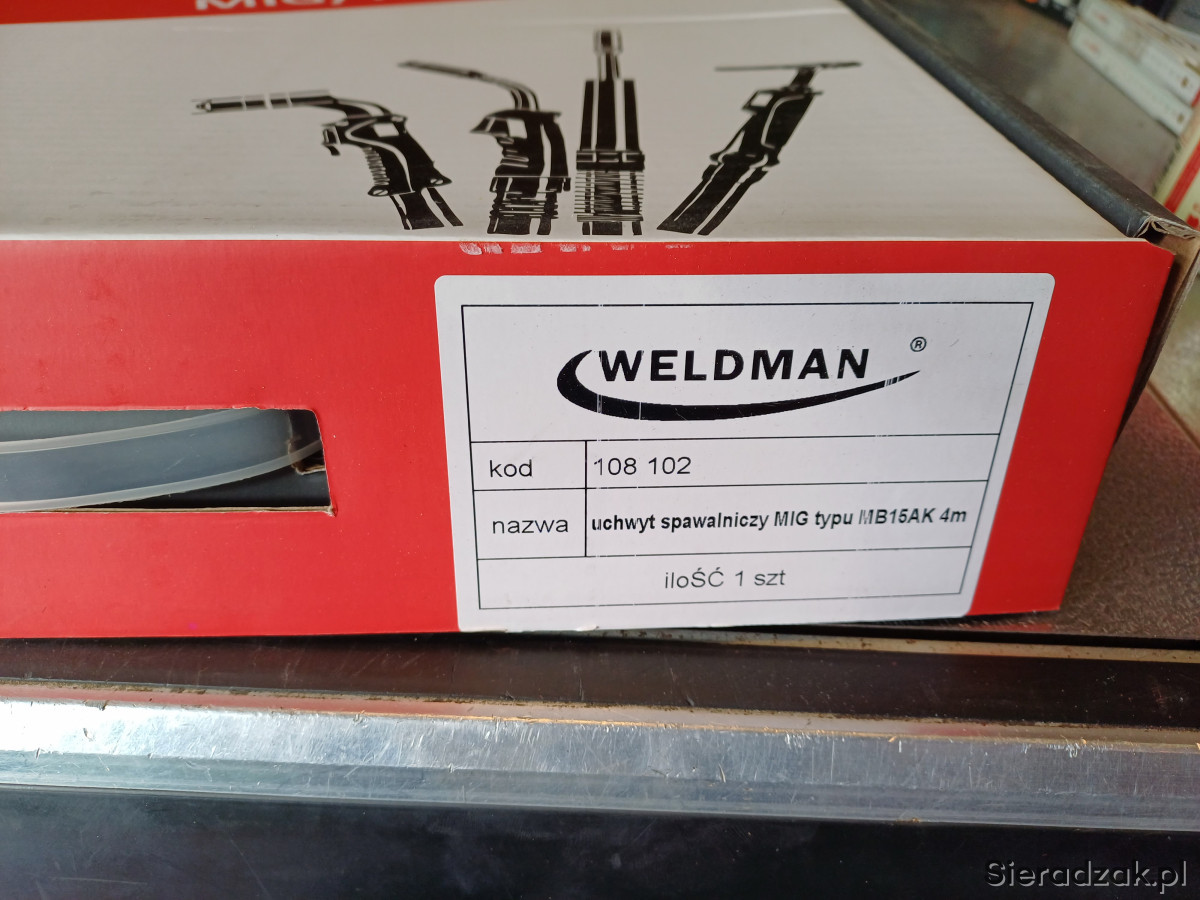 WELDMAN ®
kod 108 102
nazwa uchwyt spawalniczy MIG typu MB15AK 4m
iloŚĆ 1 szt
Sieradzak.pl